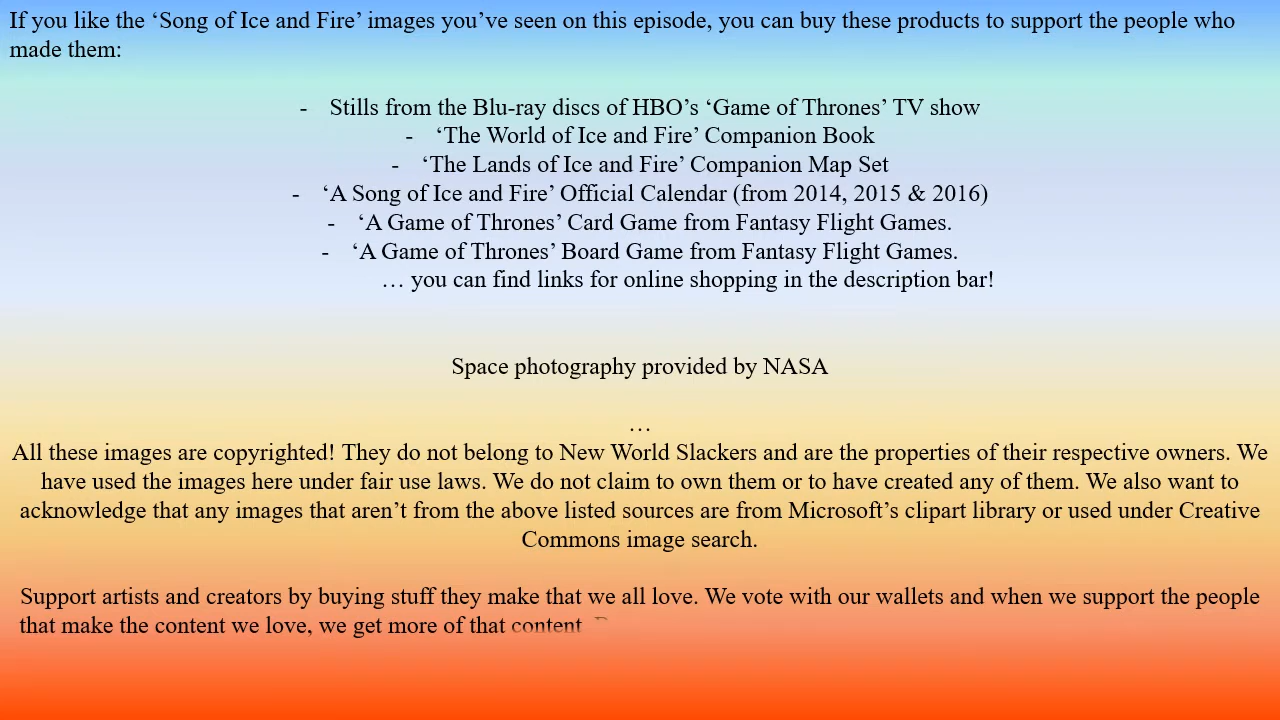 If you like the ‘Song of Ice and Fire’ images you’ve seen on this episode, you can buy these products to support the people who
made them:
- Stills from the Blu-ray discs of HBO’s ‘Game of Thrones’ TV show
- ‘The World of Ice and Fire’ Companion Book
- ‘The Lands of Ice and Fire’ Companion Map Set
- ‘A Song of Ice and Fire’ Official Calendar (from 2014, 2015 & 2016)
- ‘A Game of Thrones’ Card Game from Fantasy Flight Games.
- ‘A Game of Thrones’ Board Game from Fantasy Flight Games.
… you can find links for online shopping in the description bar!
Space photography provided by NASA
…
All these images are copyrighted! They do not belong to New World Slackers and are the properties of their respective owners. We
have used the images here under fair use laws. We do not claim to own them or to have created any of them. We also want to
acknowledge that any images that aren’t from the above listed sources are from Microsoft’s clipart library or used under Creative
Commons image search.
Support artists and creators by buying stuff they make that we all love. We vote with our wallets and when we support the people
that make the content we love, we get more of that content